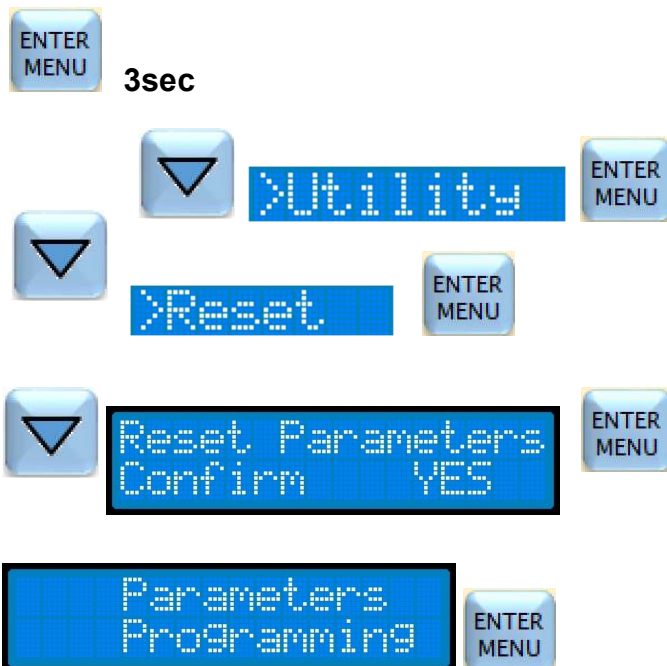 ENTER
MENU
3sec
>Utility
ENTER
MENU
>Reset
ENTER
MENU
Reset Parameters
Confirm YES
ENTER
MENU
Parameters
Programming
ENTER
MENU